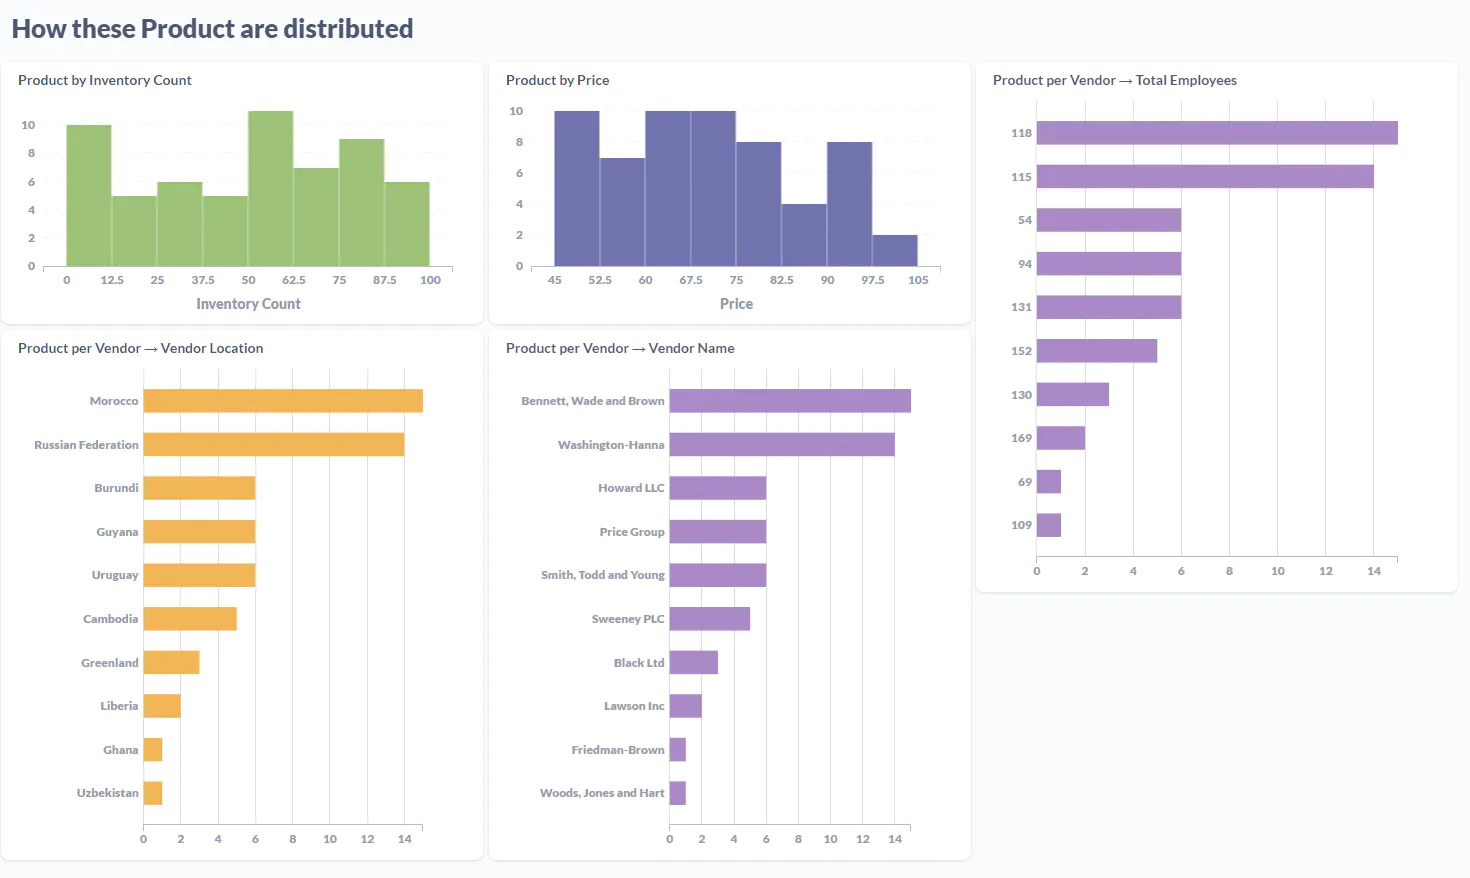 How these Product are distributed
Product by Inventory Count
10
8
6
4
2
0
0 12.5 25 37.5 50 62.5 75 87.5 100
Inventory Count
Product by Price
10
8
6
4
2
0
45 52.5 60 67.5 75 82.5 90 97.5 105
Price
Product per Vendor → Total Employees
118
115
54
94
131
152
130
169
69
109
0 2 4 6 8 10 12 14
Product per Vendor → Vendor Location
Morocco
Russian Federation
Burundi
Guyana
Uruguay
Cambodia
Greenland
Liberia
Ghana
Uzbekistan
0 2 4 6 8 10 12 14
Product per Vendor → Vendor Name
Bennett, Wade and Brown
Washington-Hanna
Howard LLC
Price Group
Smith, Todd and Young
Sweeney PLC
Black Ltd
Lawson Inc
Friedman-Brown
Woods, Jones and Hart
0 2 4 6 8 10 12 14